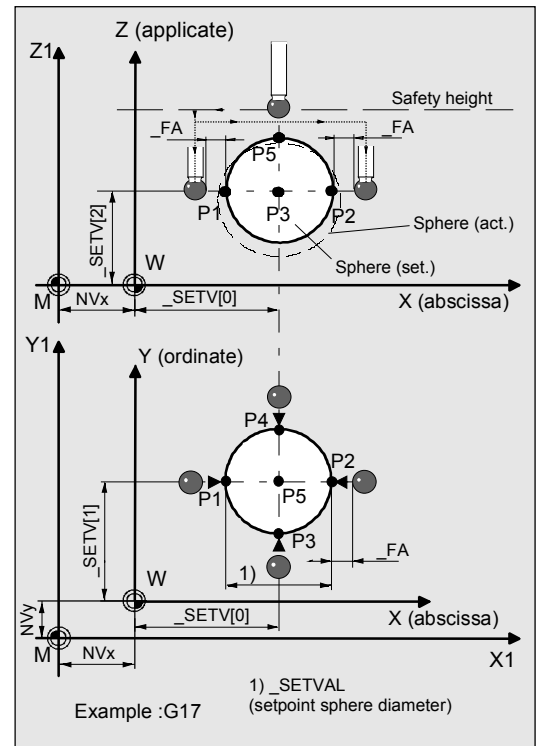 Z (applicate)
Z1
Safety height
_FA
_FA
P5
P1
P3
P2
Sphere (act.)
_SETV[2]
Sphere (set.)
W
M
NVx
_SETV[0]
X (abscissa)
Y1
Y (ordinate)
P4
P2
P1
P5
_SETV[1]
P3
_FA
1)
W
NVy
_SETV[0]
X (abscissa)
M
NVx
X1
1) _SETVAL
(setpoint sphere diameter)
Example :G17